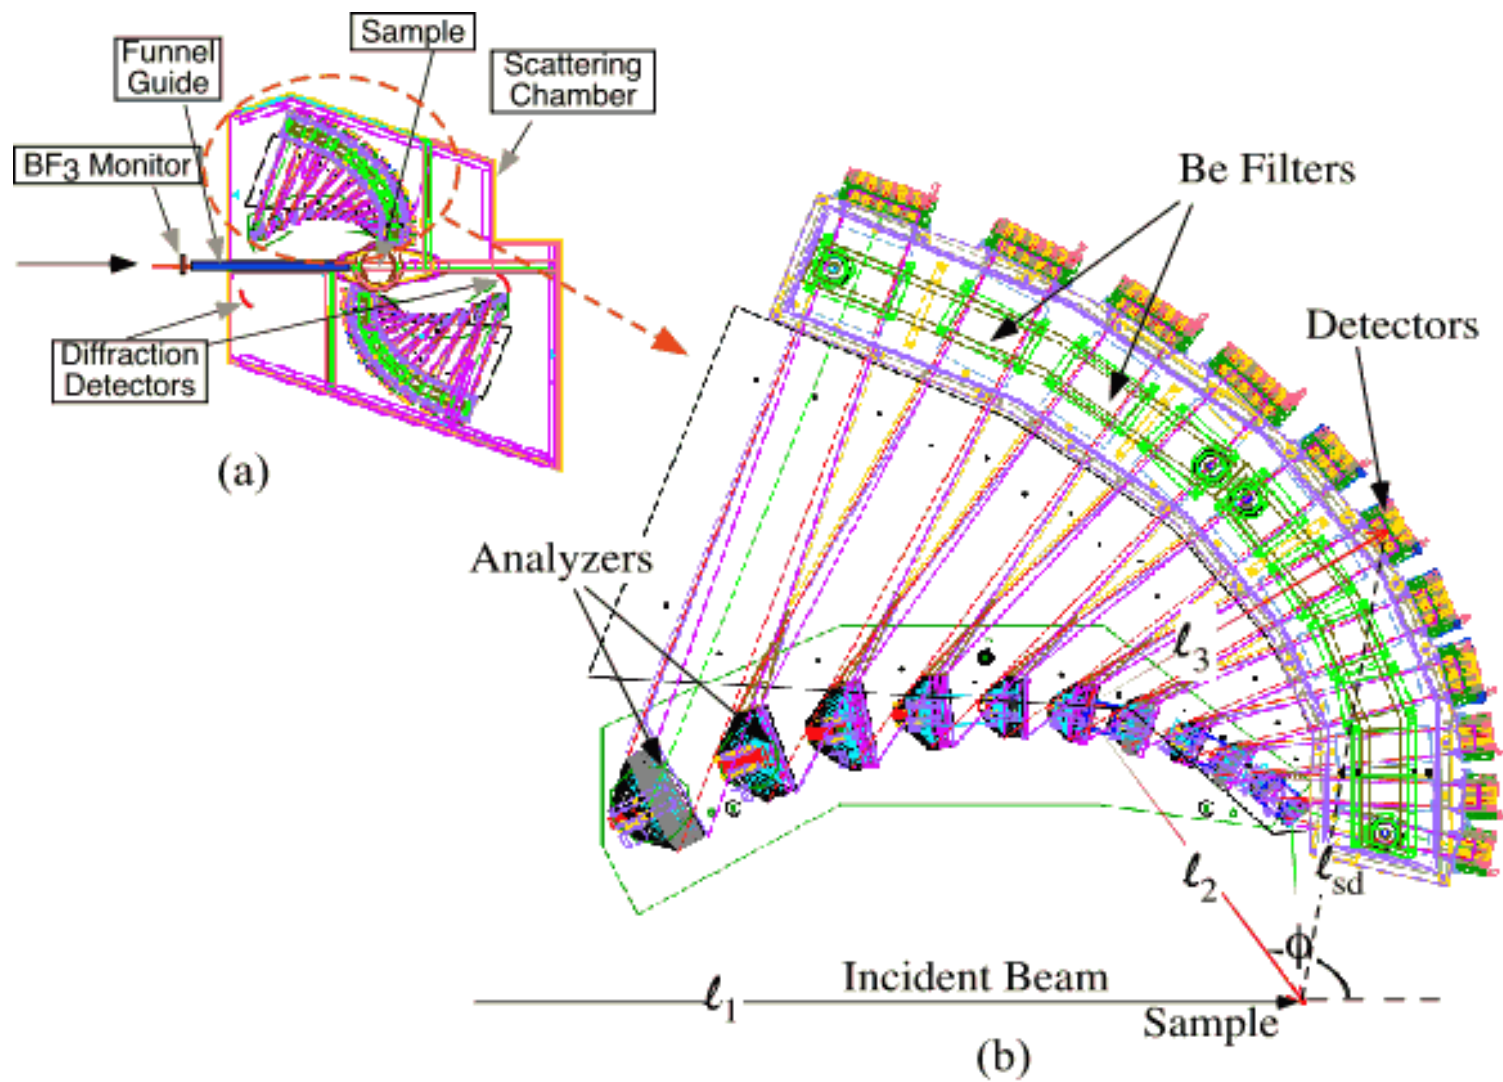 Sample
Funnel
Guide
Scattering
Chamber
BF3 Monitor
Diffraction
Detectors
(a)
Be Filters
Detectors
Analyzers
ℓ3
ℓ2
ℓsd
ϕ
Incident Beam
ℓ1
Sample
(b)